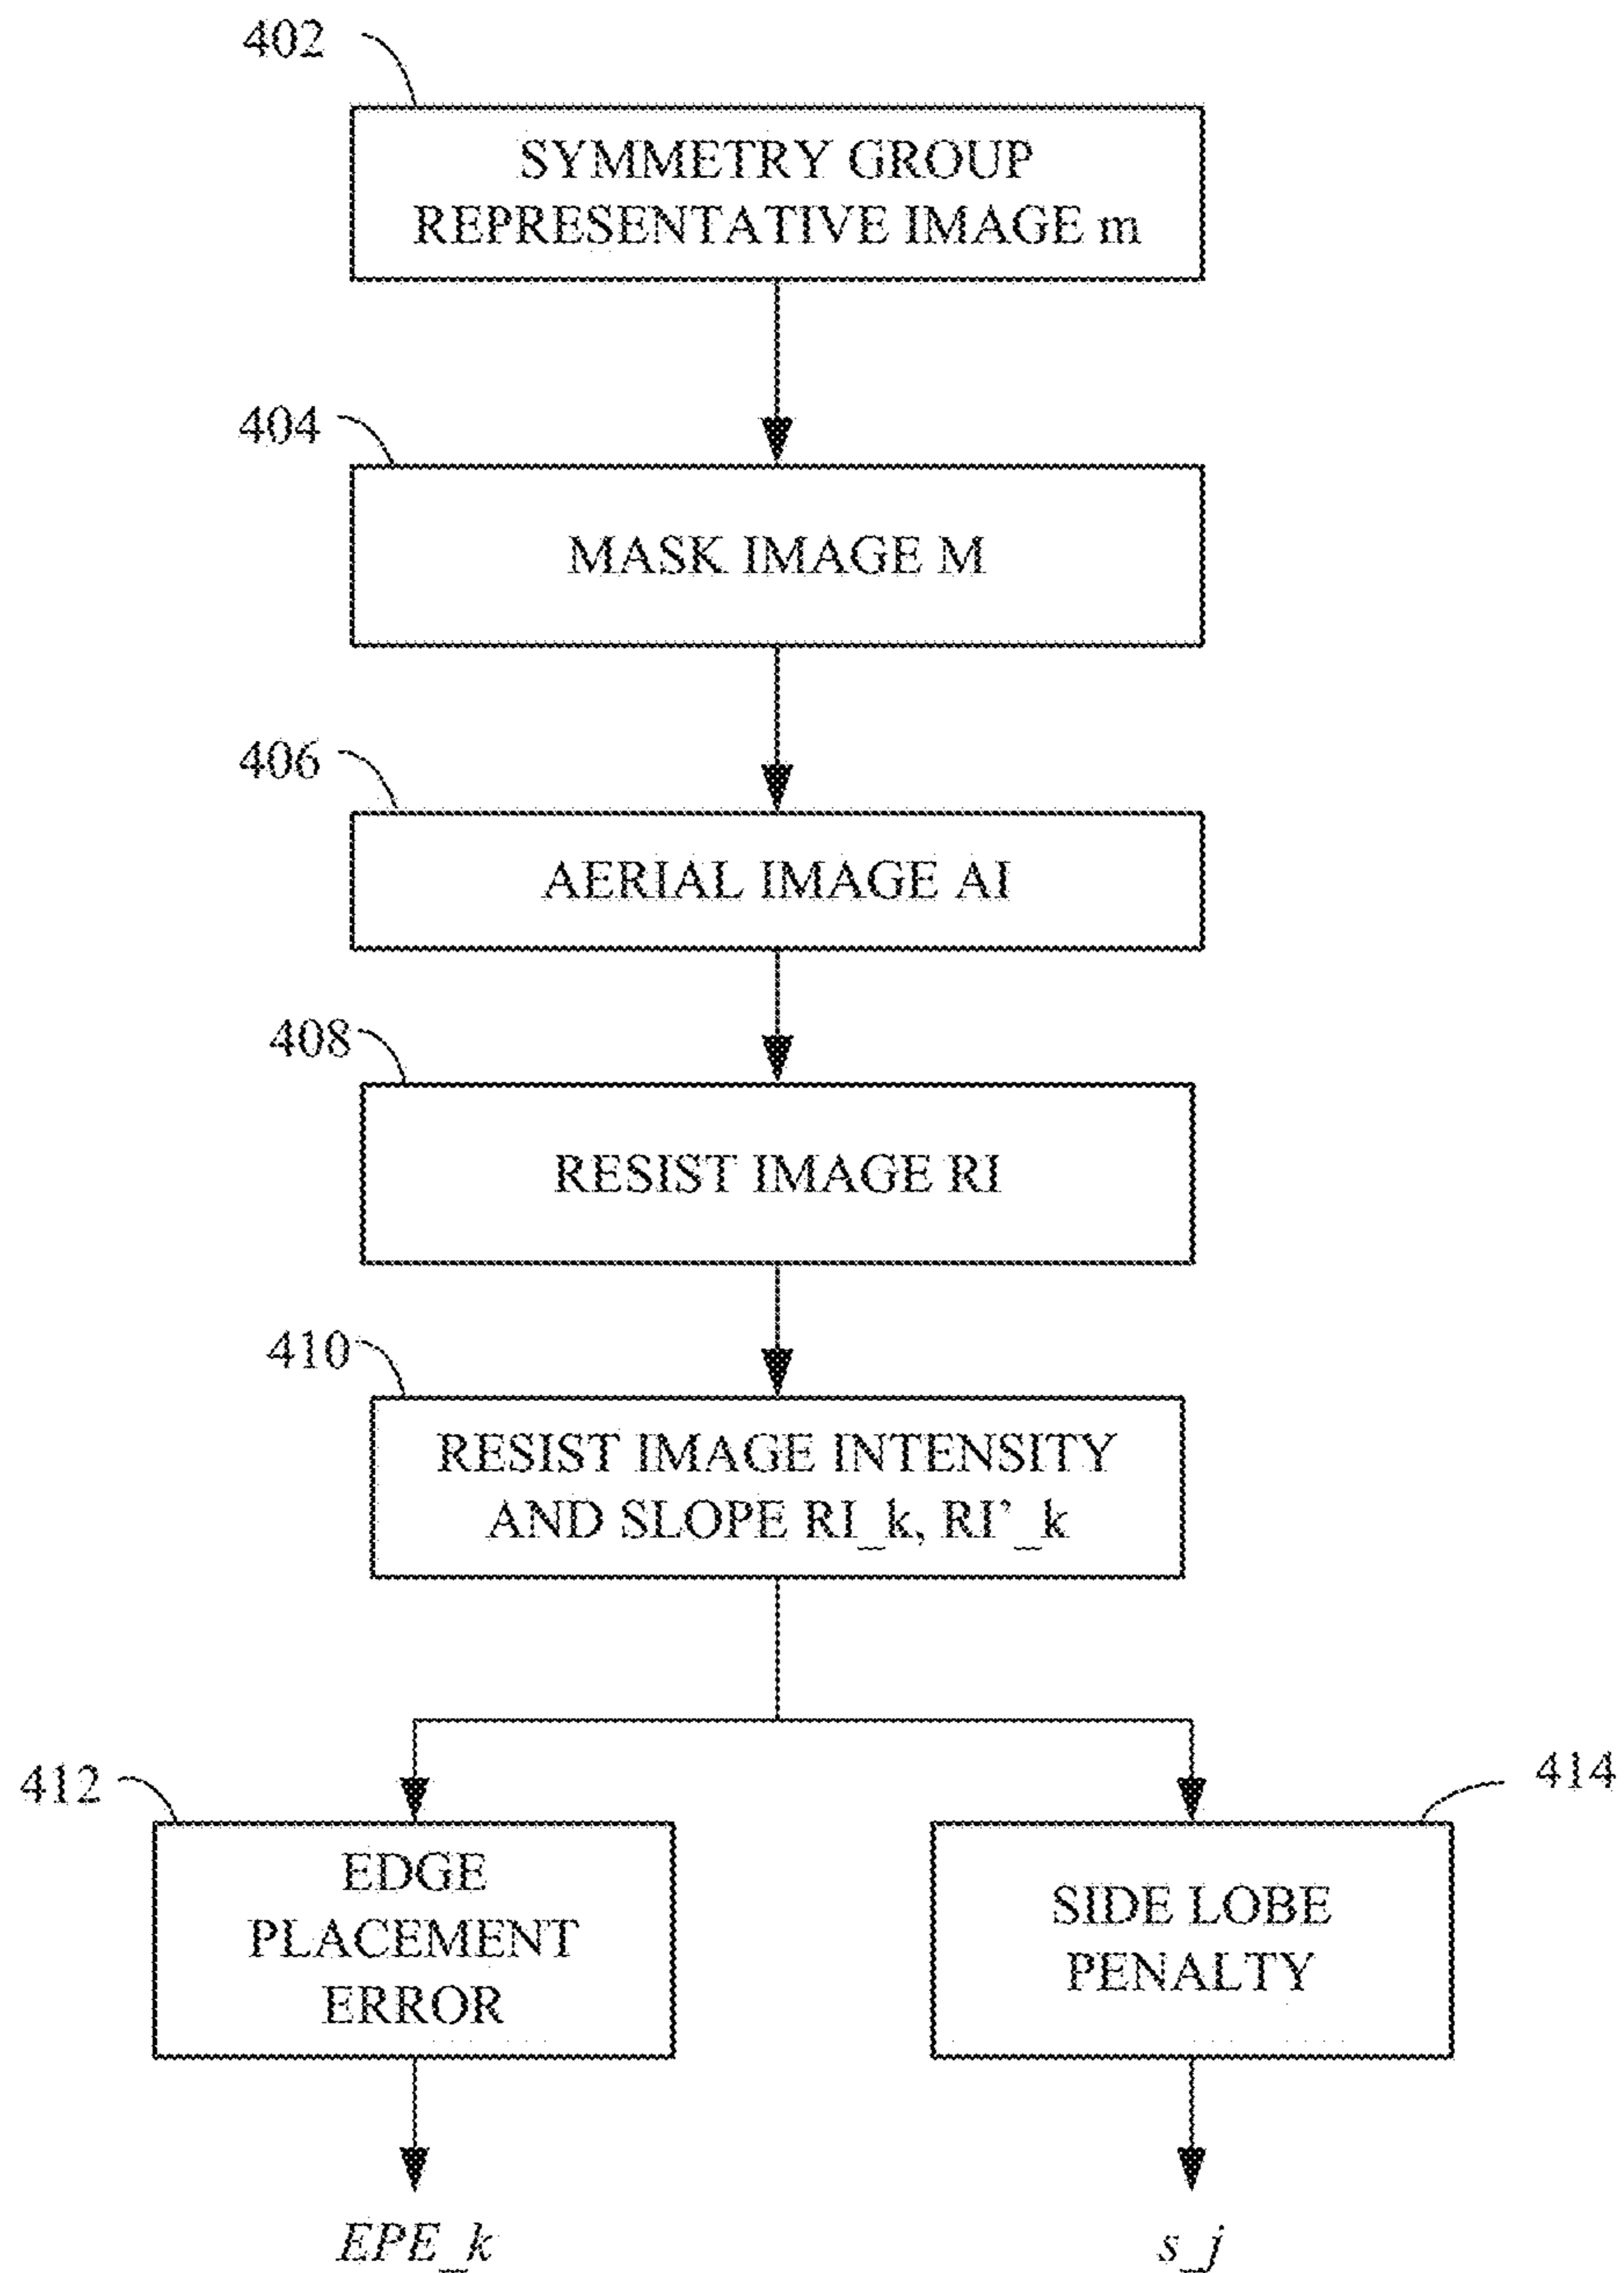 402
SYMMETRY GROUP
REPRESENTATIVE IMAGE m
404
MASK IMAGE M
406
AERIAL IMAGE AI
408
RESIST IMAGE RI
410
RESIST IMAGE INTENSITY
AND SLOPE RI_k, RI’_k
412
EDGE
PLACEMENT
ERROR
414
SIDE LOBE
PENALTY
EPE_k
s_j